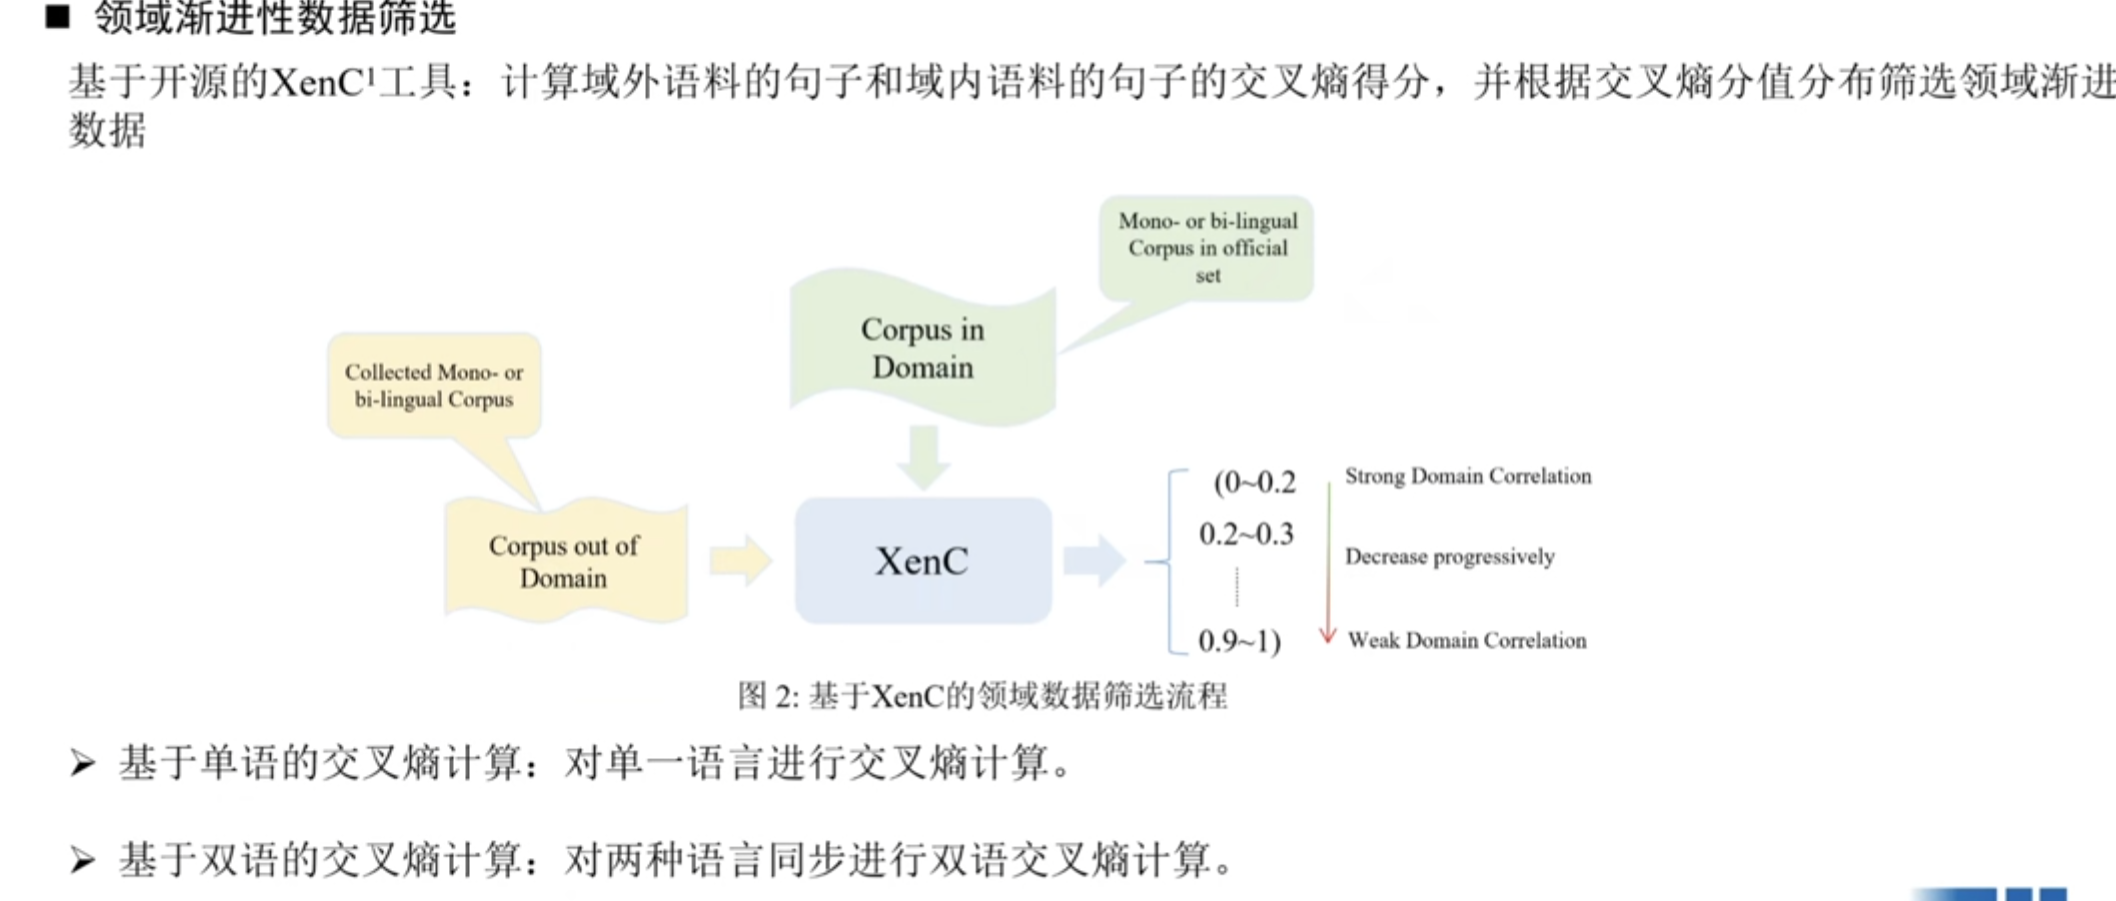 ■ 领域渐进性数据筛选
基于开源的XenC¹工具：计算域外语料的句子和域内语料的句子的交叉熵得分，并根据交叉熵分值分布筛选领域渐进
数据
Mono- or bi-lingual
Corpus in official
set
Corpus in
Domain
Collected Mono- or
bi-lingual Corpus
Corpus out of
Domain
XenC
(0~0.2
0.2~0.3
0.9~1)
Strong Domain Correlation
Decrease progressively
Weak Domain Correlation
图 2: 基于XenC的领域数据筛选流程
➢ 基于单语的交叉熵计算：对单一语言进行交叉熵计算。
➢ 基于双语的交叉熵计算：对两种语言同步进行双语交叉熵计算。